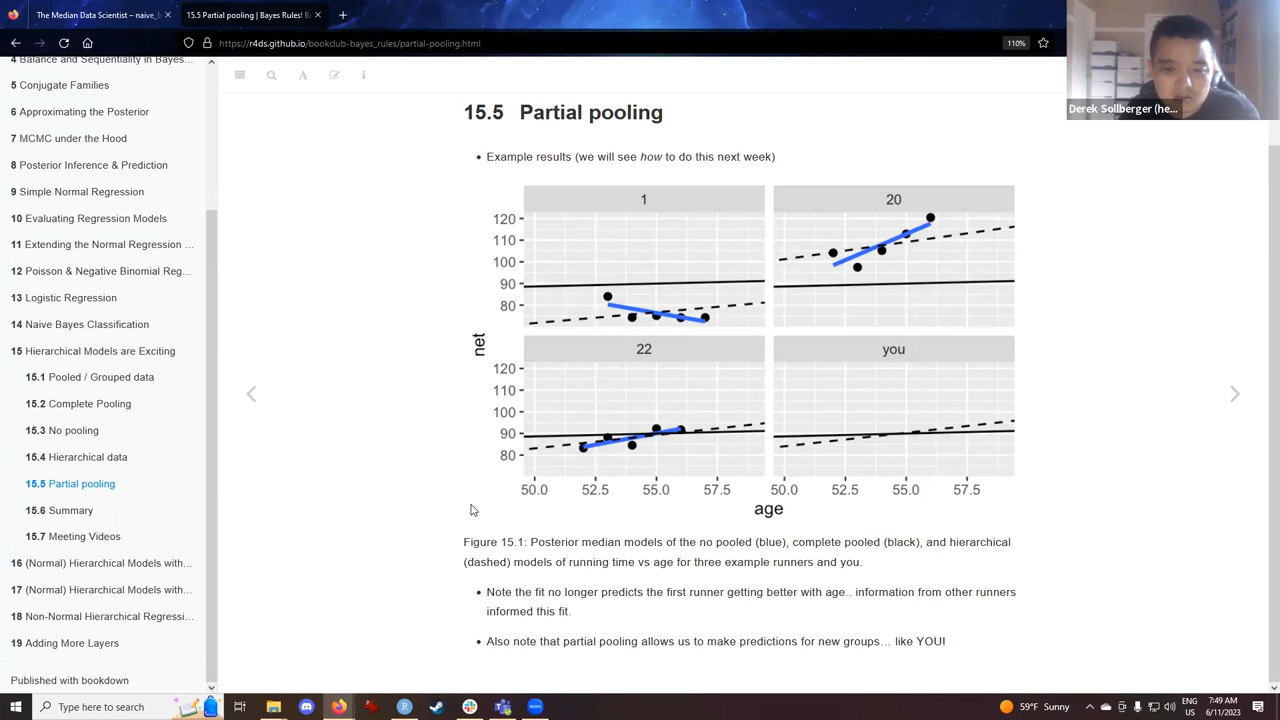 The Median Data Scientist – naive_b
15.5 Partial pooling | Bayes Rules! B
https://r4ds.github.io/bookclub-bayes_rules/partial-pooling.html
110%
Derek Sollberger (he...
4 Balance and Sequentiality in Bayes...
5 Conjugate Families
6 Approximating the Posterior
7 MCMC under the Hood
8 Posterior Inference & Prediction
9 Simple Normal Regression
10 Evaluating Regression Models
11 Extending the Normal Regression ...
12 Poisson & Negative Binomial Reg...
13 Logistic Regression
14 Naive Bayes Classification
15 Hierarchical Models are Exciting
15.1 Pooled / Grouped data
15.2 Complete Pooling
15.3 No pooling
15.4 Hierarchical data
15.5 Partial pooling
15.6 Summary
15.7 Meeting Videos
16 (Normal) Hierarchical Models with...
17 (Normal) Hierarchical Models with...
18 Non-Normal Hierarchical Regressi...
19 Adding More Layers
Published with bookdown
15.5 Partial pooling
Example results (we will see how to do this next week)
1
20
120
110
100
90
80
22
you
120
110
100
90
80
net
50.0 52.5 55.0 57.5
50.0 52.5 55.0 57.5
age
Figure 15.1: Posterior median models of the no pooled (blue), complete pooled (black), and hierarchical
(dashed) models of running time vs age for three example runners and you.
Note the fit no longer predicts the first runner getting better with age.. information from other runners
informed this fit.
Also note that partial pooling allows us to make predictions for new groups… like YOU!
Type here to search
59°F Sunny
ENG
US
7:49 AM
6/11/2023